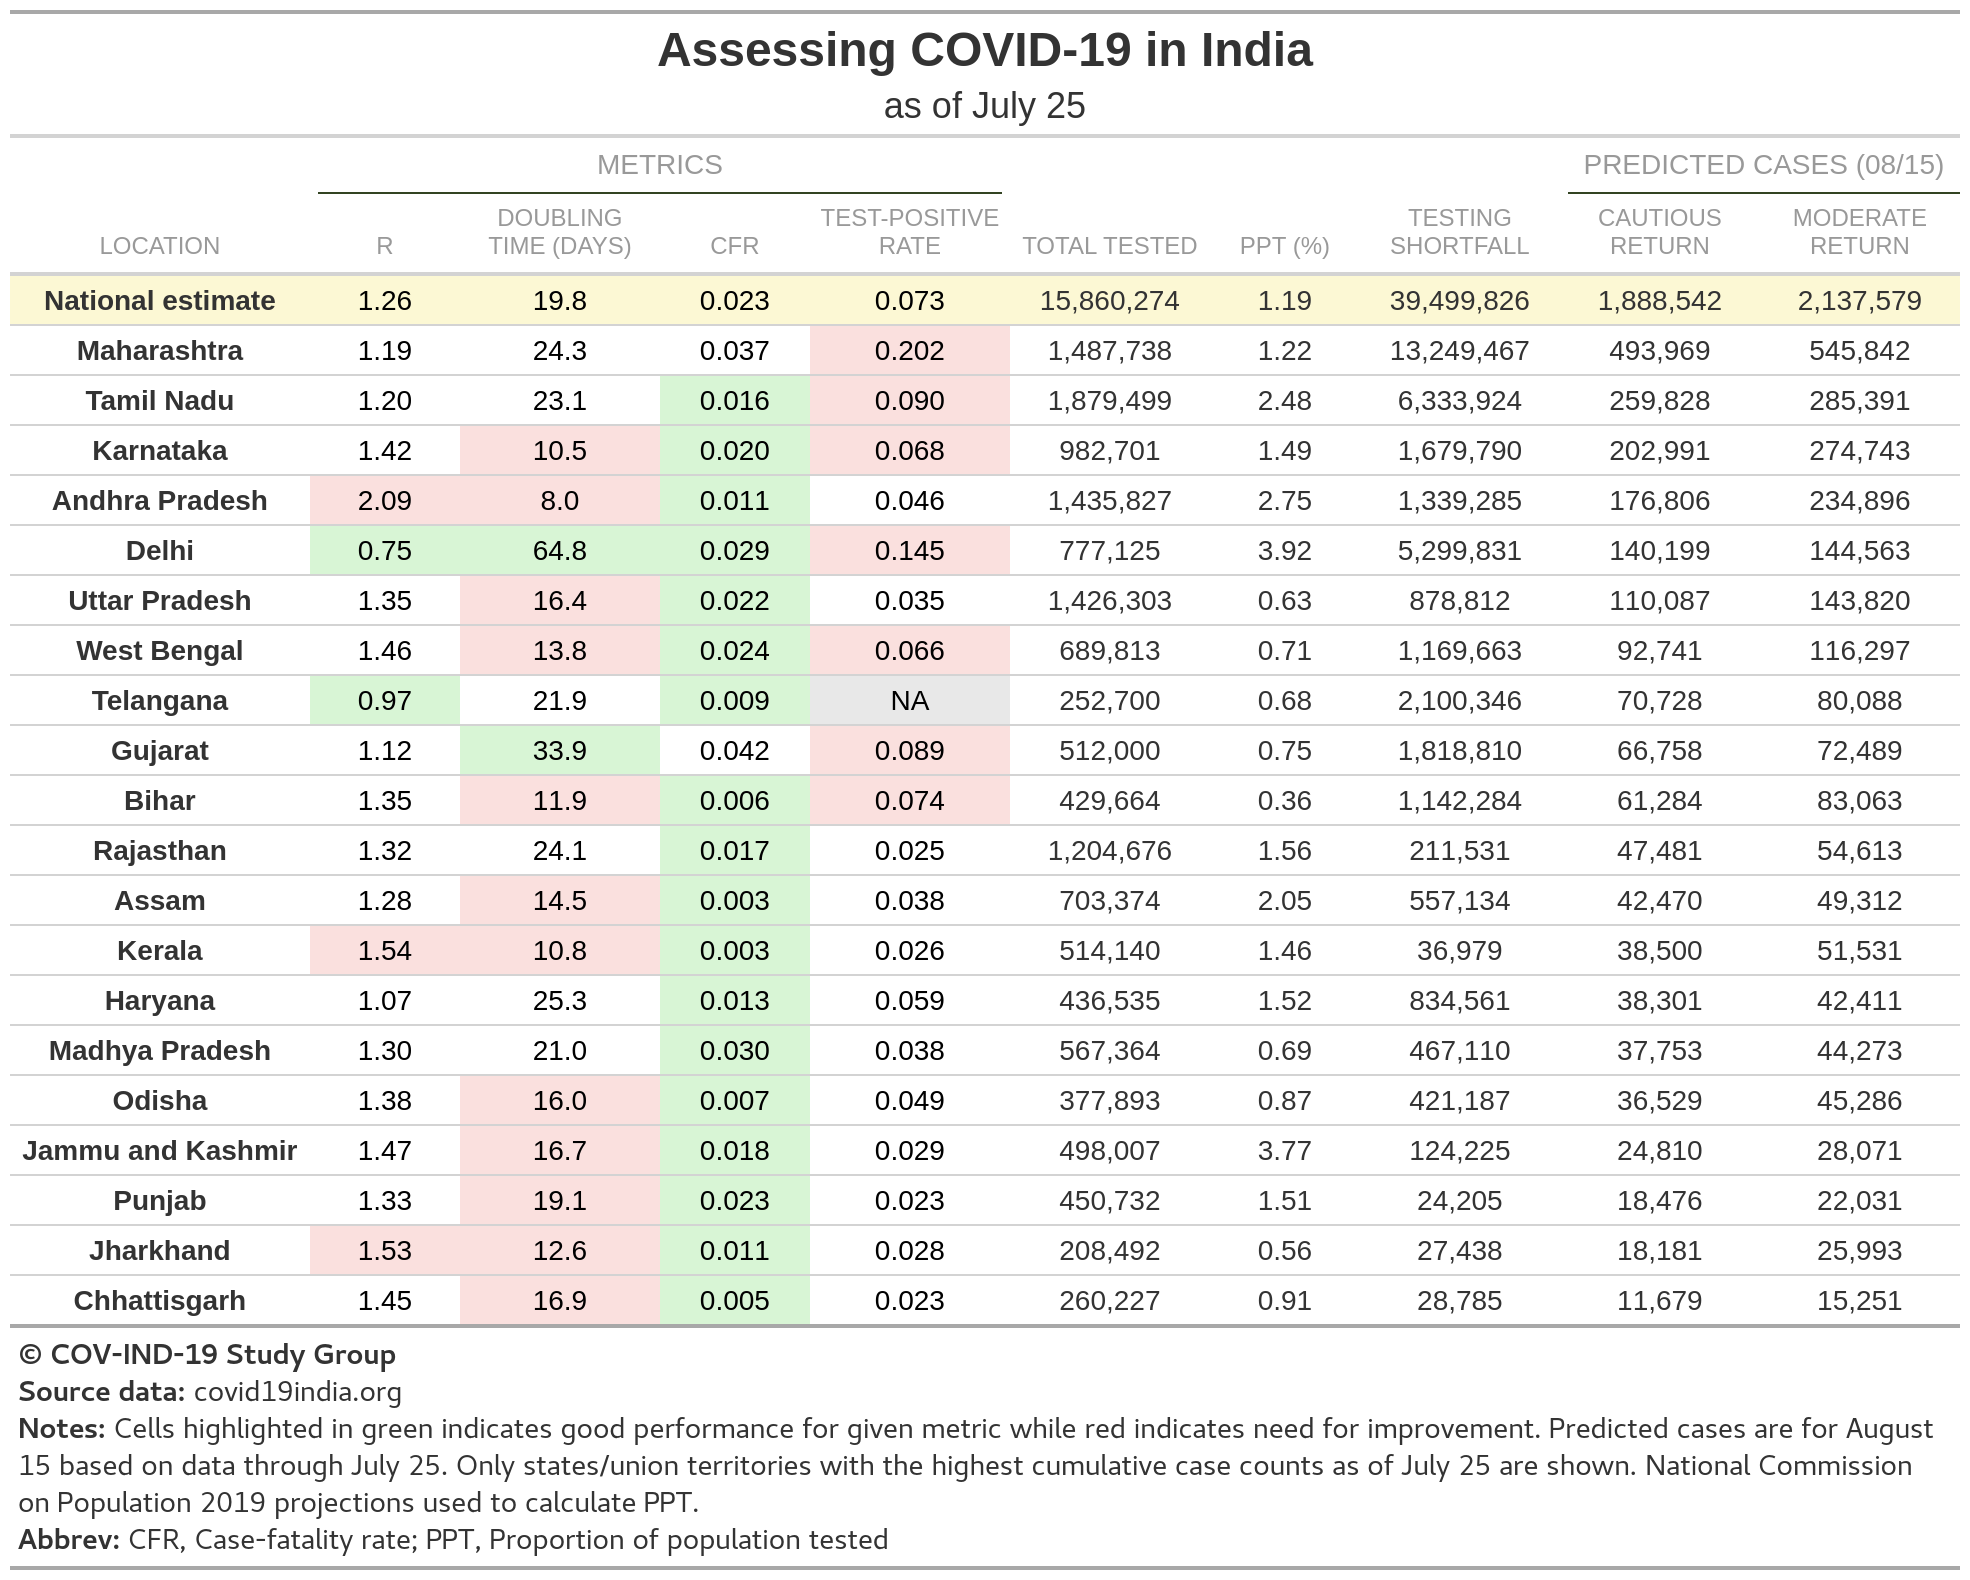 Assessing COVID-19 in India
as of July 25
METRICS PREDICTED CASES (08/15)
LOCATION R DOUBLING TIME (DAYS) CFR TEST-POSITIVE RATE TOTAL TESTED PPT (%) TESTING SHORTFALL CAUTIOUS RETURN MODERATE RETURN
National estimate 1.26 19.8 0.023 0.073 15,860,274 1.19 39,499,826 1,888,542 2,137,579
Maharashtra 1.19 24.3 0.037 0.202 1,487,738 1.22 13,249,467 493,969 545,842
Tamil Nadu 1.20 23.1 0.016 0.090 1,879,499 2.48 6,333,924 259,828 285,391
Karnataka 1.42 10.5 0.020 0.068 982,701 1.49 1,679,790 202,991 274,743
Andhra Pradesh 2.09 8.0 0.011 0.046 1,435,827 2.75 1,339,285 176,806 234,896
Delhi 0.75 64.8 0.029 0.145 777,125 3.92 5,299,831 140,199 144,563
Uttar Pradesh 1.35 16.4 0.022 0.035 1,426,303 0.63 878,812 110,087 143,820
West Bengal 1.46 13.8 0.024 0.066 689,813 0.71 1,169,663 92,741 116,297
Telangana 0.97 21.9 0.009 NA 252,700 0.68 2,100,346 70,728 80,088
Gujarat 1.12 33.9 0.042 0.089 512,000 0.75 1,818,810 66,758 72,489
Bihar 1.35 11.9 0.006 0.074 429,664 0.36 1,142,284 61,284 83,063
Rajasthan 1.32 24.1 0.017 0.025 1,204,676 1.56 211,531 47,481 54,613
Assam 1.28 14.5 0.003 0.038 703,374 2.05 557,134 42,470 49,312
Kerala 1.54 10.8 0.003 0.026 514,140 1.46 36,979 38,500 51,531
Haryana 1.07 25.3 0.013 0.059 436,535 1.52 834,561 38,301 42,411
Madhya Pradesh 1.30 21.0 0.030 0.038 567,364 0.69 467,110 37,753 44,273
Odisha 1.38 16.0 0.007 0.049 377,893 0.87 421,187 36,529 45,286
Jammu and Kashmir 1.47 16.7 0.018 0.029 498,007 3.77 124,225 24,810 28,071
Punjab 1.33 19.1 0.023 0.023 450,732 1.51 24,205 18,476 22,031
Jharkhand 1.53 12.6 0.011 0.028 208,492 0.56 27,438 18,181 25,993
Chhattisgarh 1.45 16.9 0.005 0.023 260,227 0.91 28,785 11,679 15,251
© COV-IND-19 Study Group
Source data: covid19india.org
Notes: Cells highlighted in green indicates good performance for given metric while red indicates need for improvement. Predicted cases are for August
15 based on data through July 25. Only states/union territories with the highest cumulative case counts as of July 25 are shown. National Commission
on Population 2019 projections used to calculate PPT.
Abbrev: CFR, Case-fatality rate; PPT, Proportion of population tested